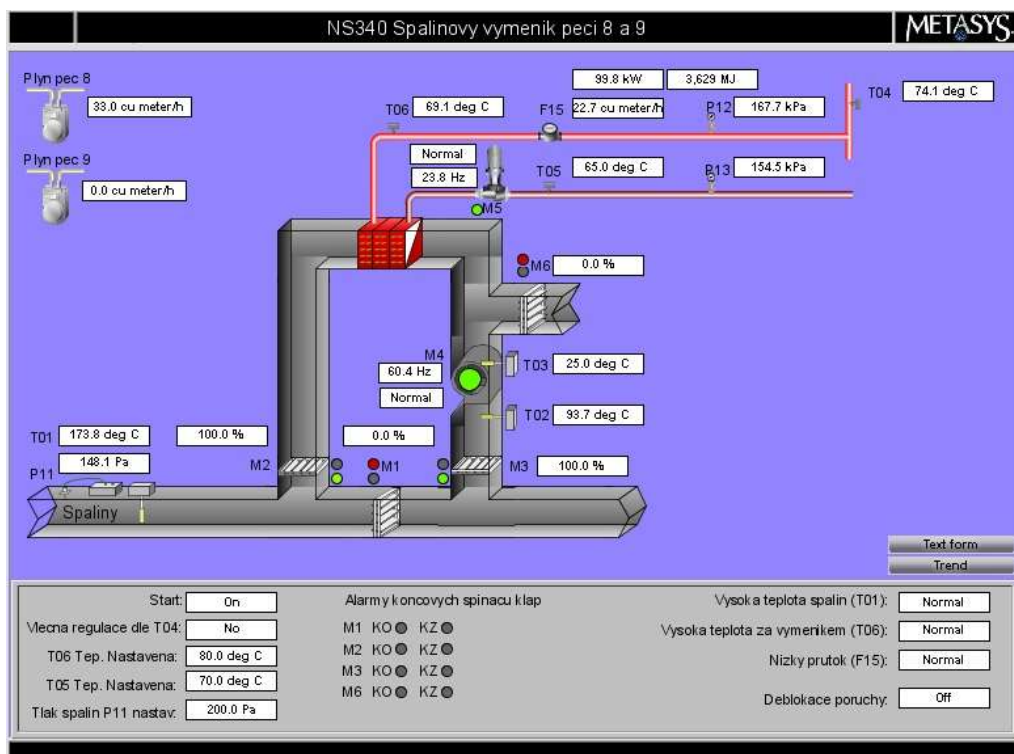 NS340 Spalinovy vymenik peci 8 a 9
METASYS
Plyn pec 8
33.0 cu meter/h
Plyn pec 9
0.0 cu meter/h
99.8 kW 3,629 MJ
T06 69.1 deg C F15 22.7 cu meter/h P12 167.7 kPa T04 74.1 deg C
Normal
23.8 Hz T05 65.0 deg C P13 154.5 kPa
M5
M6 0.0 %
M4
60.4 Hz T03 25.0 deg C
Normal
T02 93.7 deg C
T01 173.8 deg C 100.0 % 0.0 %
148.1 Pa
P11 M2 M1 M3 100.0 %
Spaliny
Text form
Trend
Start: On
Vlecna regulace dle T04: No
T06 Tep. Nastavena: 80.0 deg C
T05 Tep. Nastavena: 70.0 deg C
Tlak spalin P11 nastav: 200.0 Pa
Alarmy koncovych spinacu klap
M1 KO KZ
M2 KO KZ
M3 KO KZ
M6 KO KZ
Vysoka teplota spalin (T01): Normal
Vysoka teplota za vymenikem (T06): Normal
Nizky prutok (F15): Normal
Deblokace poruchy: Off